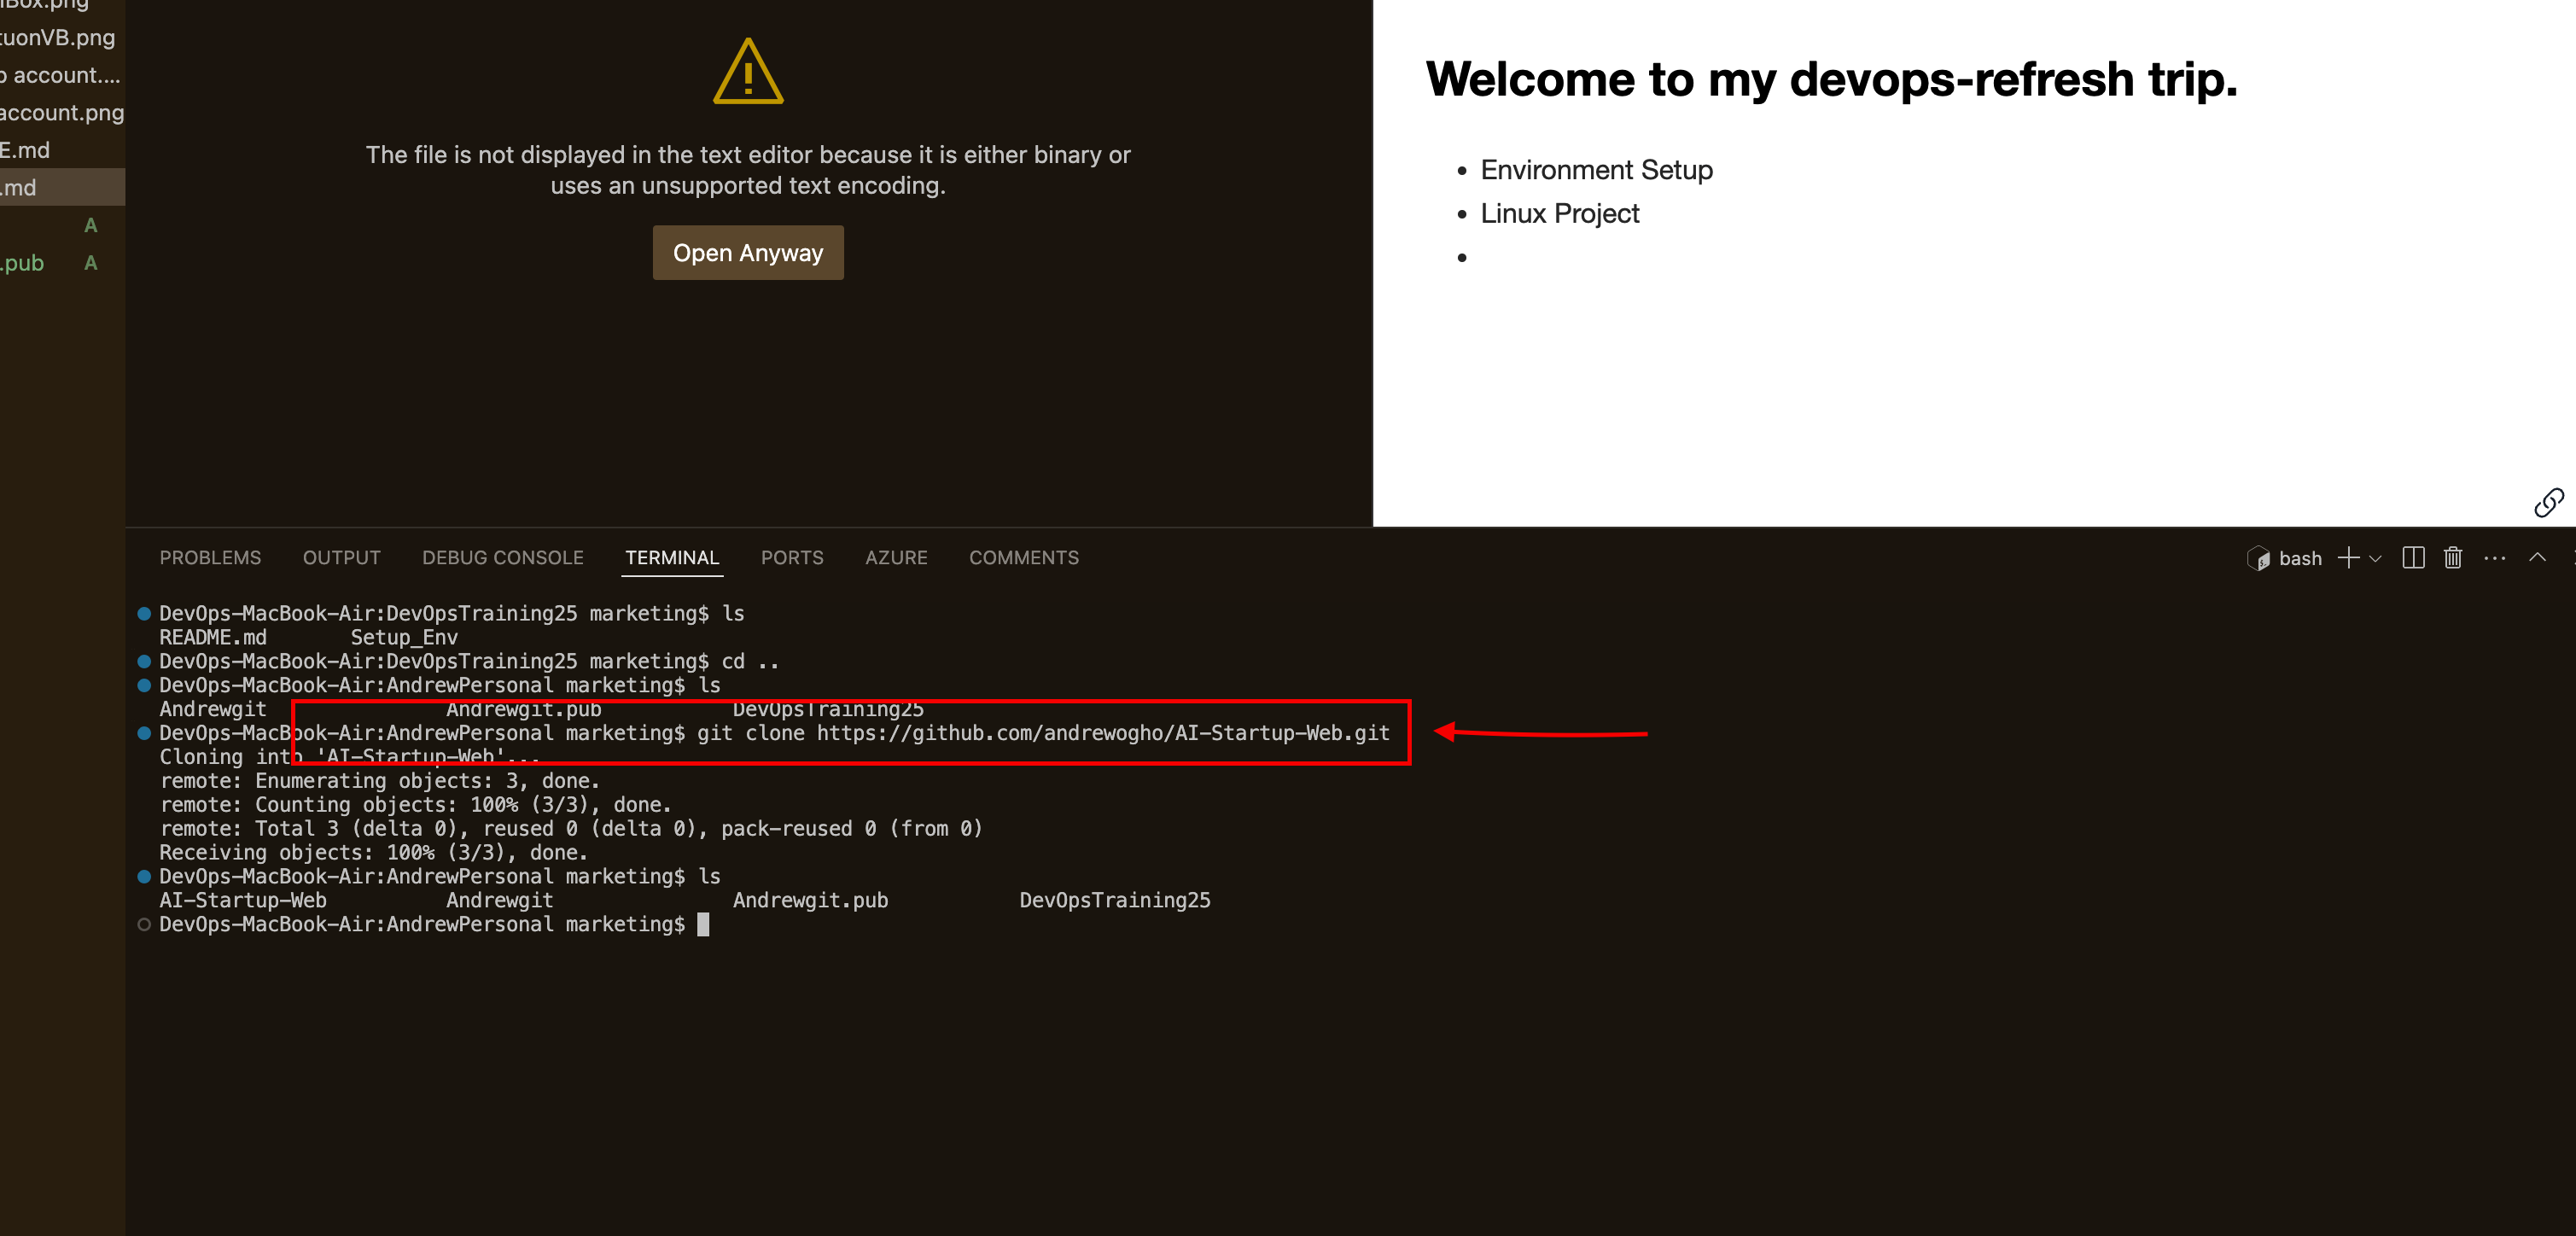 tuonVB.png
account....
account.png
E.md
.md
A
.pub A
The file is not displayed in the text editor because it is either binary or
uses an unsupported text encoding.
Open Anyway
Welcome to my devops-refresh trip.
• Environment Setup
• Linux Project
•
PROBLEMS OUTPUT DEBUG CONSOLE TERMINAL PORTS AZURE COMMENTS
bash
DevOps-MacBook-Air:DevOpsTraining25 marketing$ ls
README.md Setup_Env
DevOps-MacBook-Air:DevOpsTraining25 marketing$ cd ..
DevOps-MacBook-Air:AndrewPersonal marketing$ ls
Andrewgit Andrewgit.pub DevOpsTraining25
DevOps-MacBook-Air:AndrewPersonal marketing$ git clone https://github.com/andrewogho/AI-Startup-Web.git
Cloning into 'AI-Startup-Web'...
remote: Enumerating objects: 3, done.
remote: Counting objects: 100% (3/3), done.
remote: Total 3 (delta 0), reused 0 (delta 0), pack-reused 0 (from 0)
Receiving objects: 100% (3/3), done.
DevOps-MacBook-Air:AndrewPersonal marketing$ ls
AI-Startup-Web Andrewgit Andrewgit.pub DevOpsTraining25
DevOps-MacBook-Air:AndrewPersonal marketing$